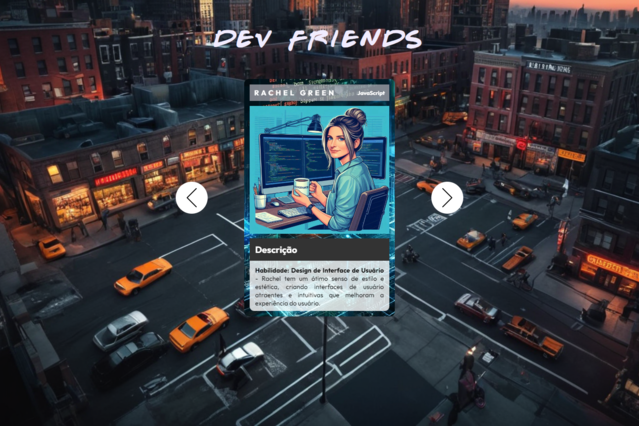 DEV FRIENDS
RACHEL GREEN JavaScript
Descrição
Habilidade: Design de Interface de Usuário
- Rachel tem um ótimo senso de estilo e
estética, criando interfaces de usuário
atraentes e intuitivas que melhoram a
experiência do usuário.